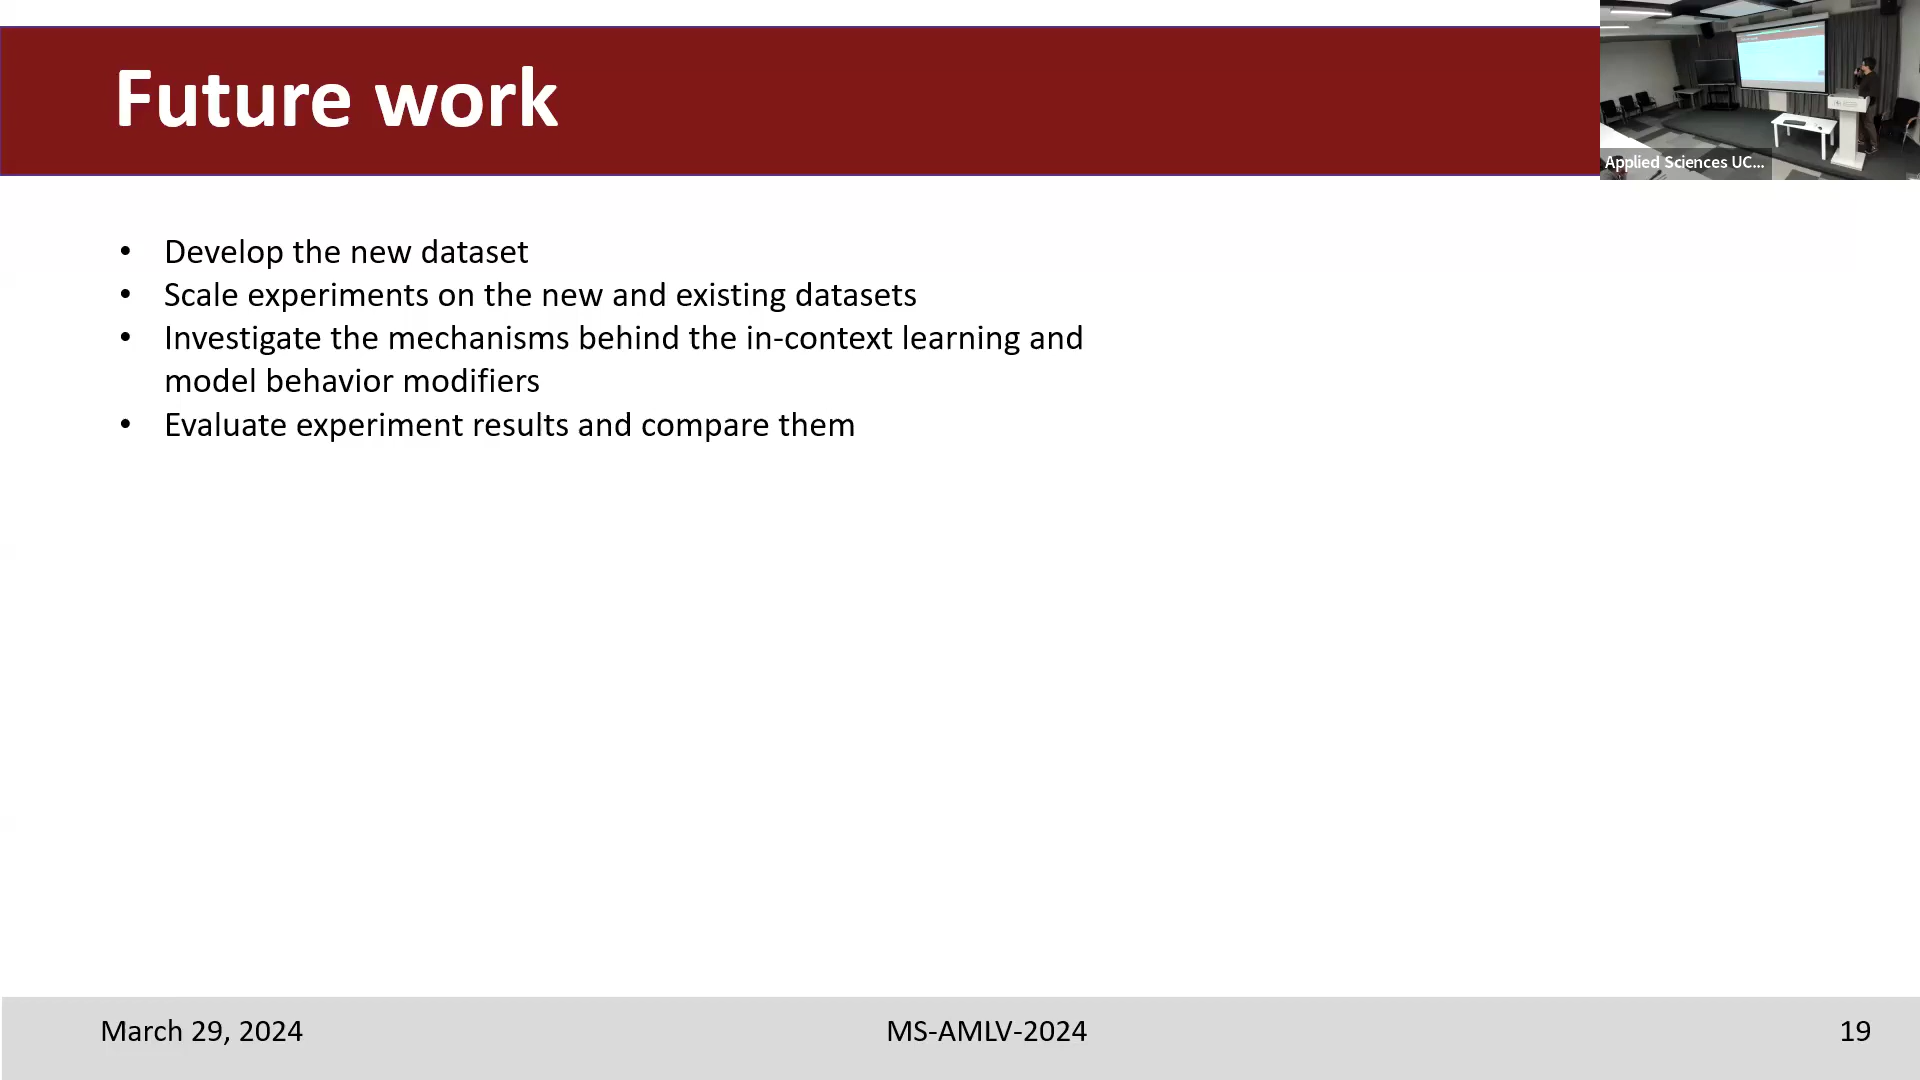 Future work
Applied Sciences UC...
• Develop the new dataset
• Scale experiments on the new and existing datasets
• Investigate the mechanisms behind the in-context learning and
model behavior modifiers
• Evaluate experiment results and compare them
March 29, 2024
MS-AMLV-2024
19